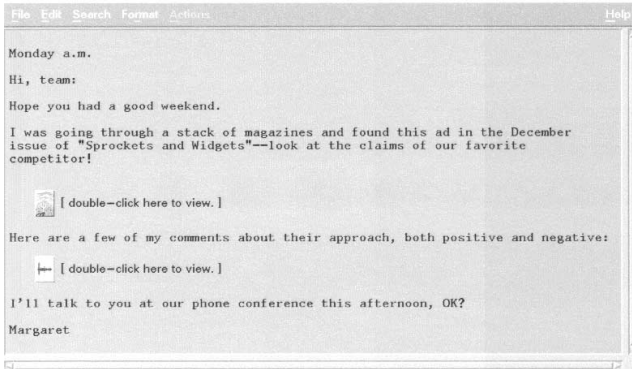 File Edit Search Format Actions Help
Monday a.m.
Hi, team:
Hope you had a good weekend.
I was going through a stack of magazines and found this ad in the December
issue of "Sprockets and Widgets"--look at the claims of our favorite
competitor!
[ double-click here to view. ]
Here are a few of my comments about their approach, both positive and negative:
[ double-click here to view. ]
I'll talk to you at our phone conference this afternoon, OK?
Margaret